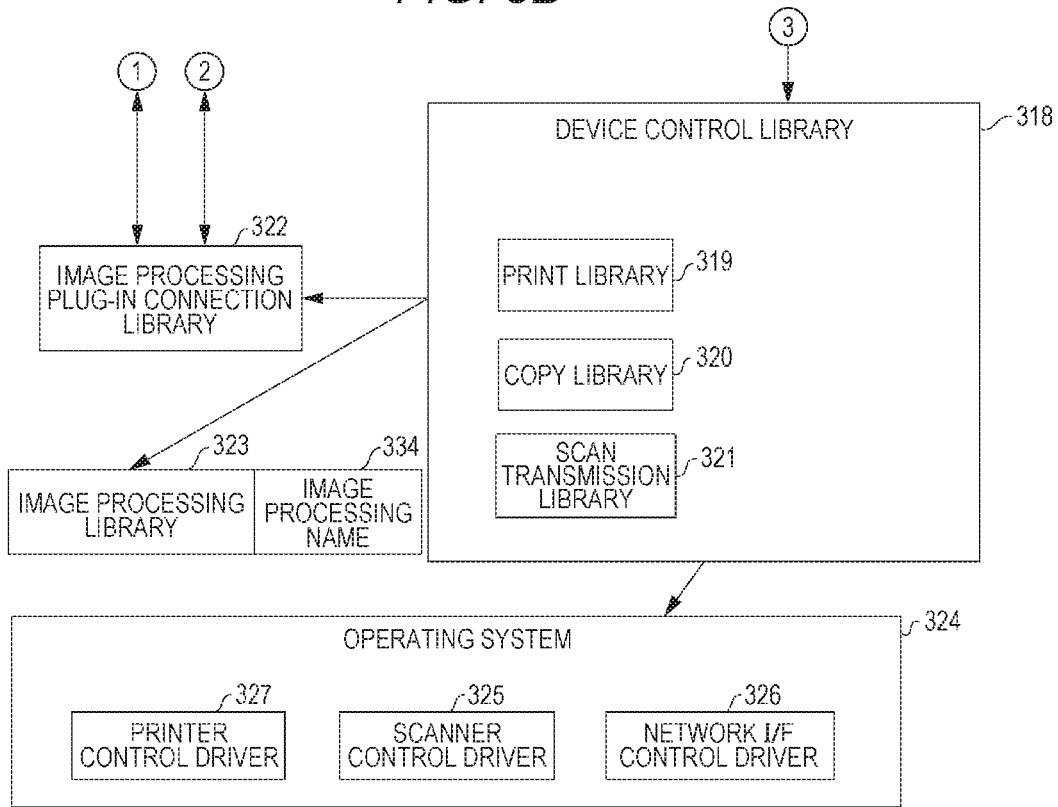 3
1
2
DEVICE CONTROL LIBRARY
318
322
IMAGE PROCESSING
PLUG-IN CONNECTION
LIBRARY
PRINT LIBRARY
319
COPY LIBRARY
320
SCAN
TRANSMISSION
LIBRARY
321
323
334
IMAGE PROCESSING
LIBRARY
IMAGE
PROCESSING
NAME
324
OPERATING SYSTEM
327
325
326
PRINTER
CONTROL DRIVER
SCANNER
CONTROL DRIVER
NETWORK I/F
CONTROL DRIVER